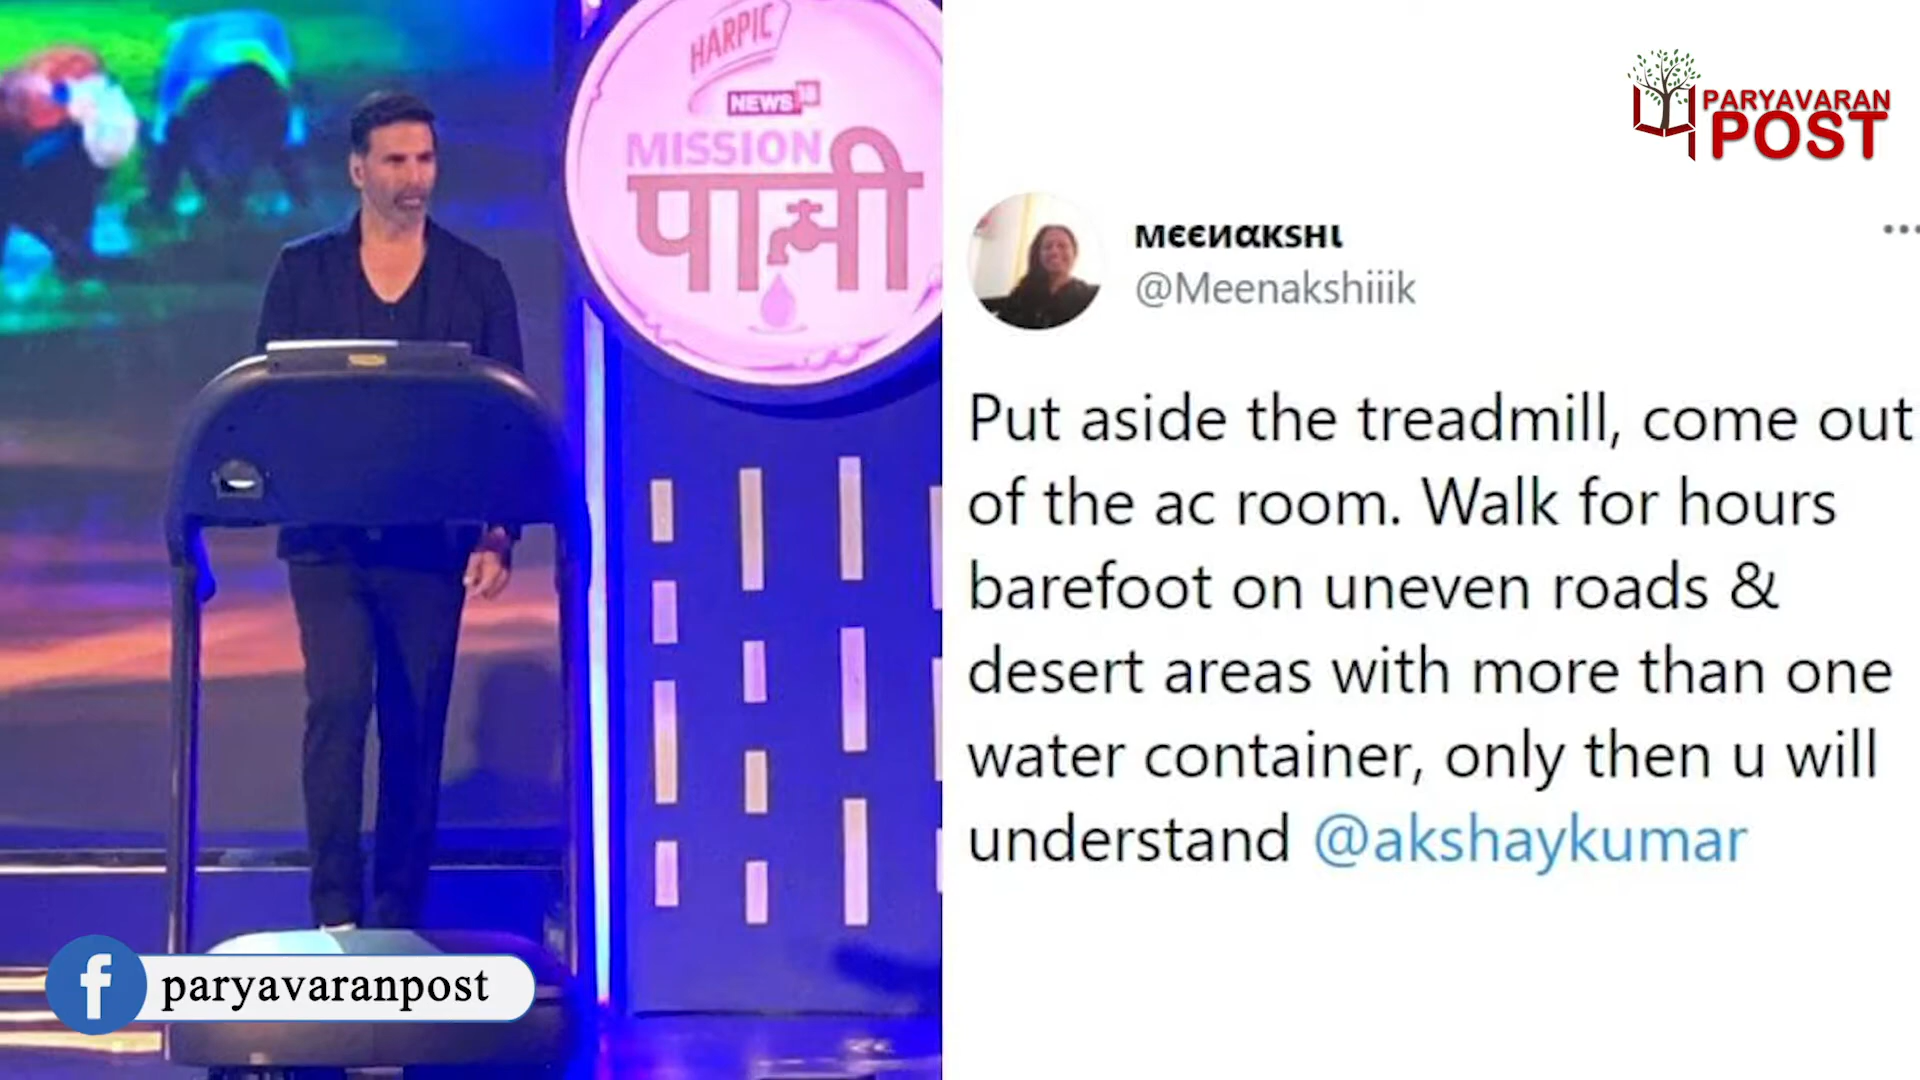 HARPIC
NEWS18
MISSION
पानी
PARYAVARAN
POST
мєєиαкsнι
@Meenakshiiik
Put aside the treadmill, come out
of the ac room. Walk for hours
barefoot on uneven roads &
desert areas with more than one
water container, only then u will
understand @akshaykumar
paryavaranpost